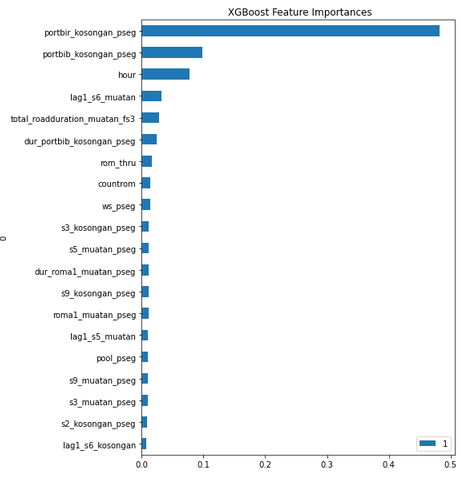 XGBoost Feature Importances
portbir_kosongan_pseg
portbib_kosongan_pseg
hour
lag1_s6_muatan
total_roadduration_muatan_fs3
dur_portbib_kosongan_pseg
rom_thru
countrom
ws_pseg
s3_kosongan_pseg
s5_muatan_pseg
dur_roma1_muatan_pseg
s9_kosongan_pseg
roma1_muatan_pseg
lag1_s5_muatan
pool_pseg
s9_muatan_pseg
s3_muatan_pseg
s2_kosongan_pseg
lag1_s6_kosongan
0
1
0.0 0.1 0.2 0.3 0.4 0.5